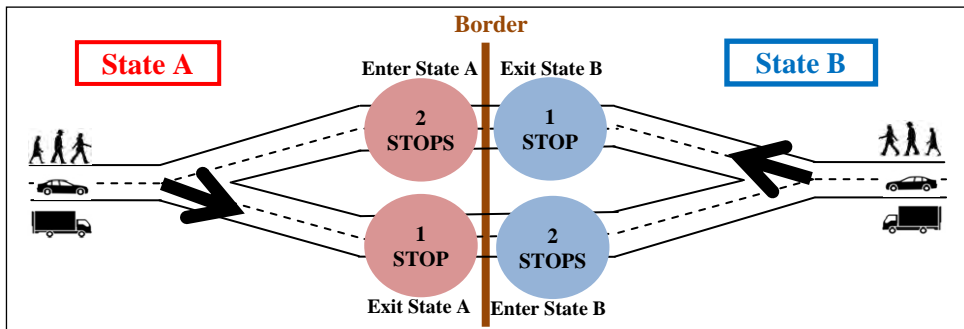 Border
State A
State B
Enter State A
Exit State B
2
STOPS
1
STOP
1
STOP
2
STOPS
Exit State A
Enter State B